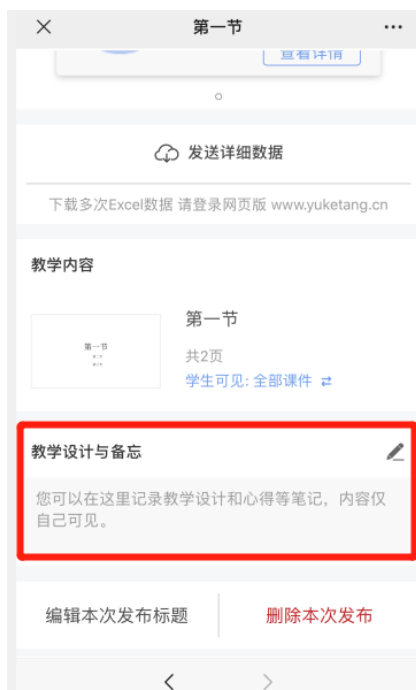 第一节
查看详情
发送详细数据
下载多次Excel数据 请登录网页版 www.yuketang.cn
教学内容
第一节
第一节
共2页
学生可见: 全部课件
教学设计与备忘
您可以在这里记录教学设计和心得等笔记，内容仅
自己可见。
编辑本次发布标题
删除本次发布